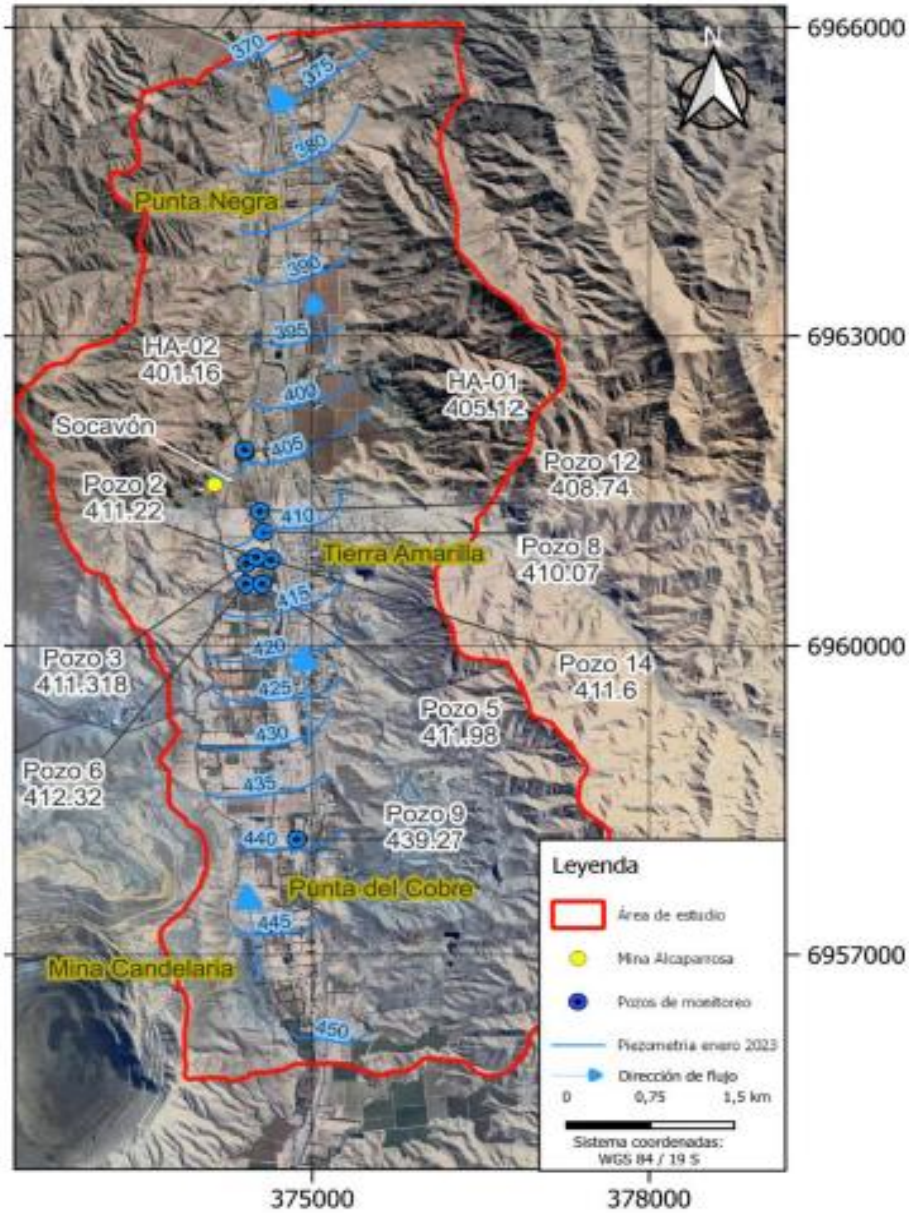 370
6966000
N
375
380
Punta Negra
390
395
6963000
HA-02
401.16
HA-01
405.12
400
Socavón
405
Pozo 12
408.74
Pozo 2
411.22
410
Tierra Amarilla
Pozo 8
410.07
415
Pozo 3
411.318
420
6960000
Pozo 14
411.6
425
Pozo 5
411.98
430
Pozo 6
412.32
435
Pozo 9
439.27
440
Punta del Cobre
445
Mina Candelaria
6957000
450
Leyenda
Área de estudio
Mina Alcaparrosa
Pozos de monitoreo
Piezometria enero 2023
Dirección de flujo
0 0,75 1,5 km
Sistema coordenadas:
WGS 84 / 19 S
375000 378000